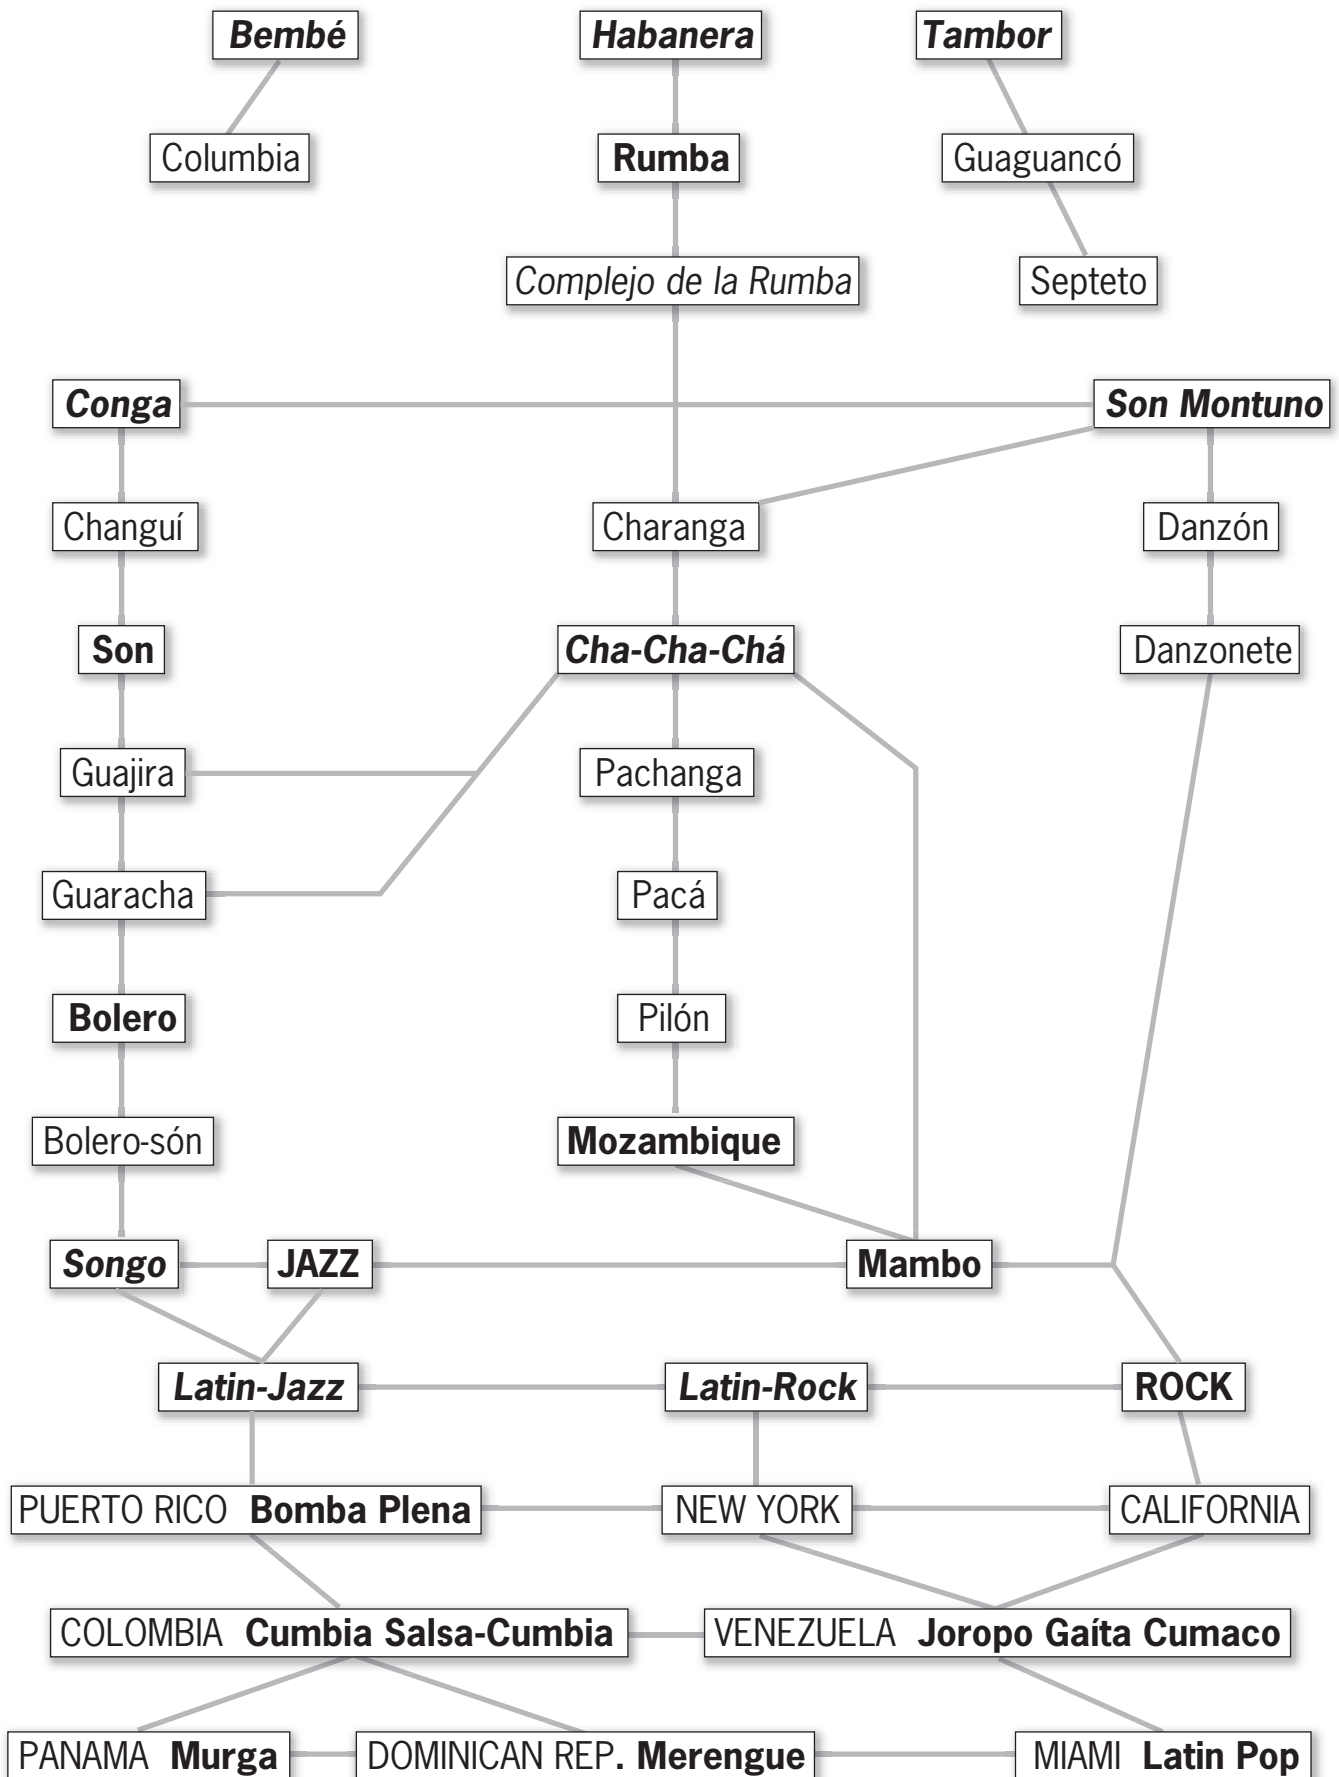 Bembé Habanera Tambor
Columbia Rumba Guaguancó
Complejo de la Rumba Septeto
Conga Son Montuno
Changuí Charanga Danzón
Son Cha-Cha-Chá Danzonete
Guajira Pachanga
Guaracha Pacá
Bolero Pilón
Bolero-són Mozambique
Songo JAZZ Mambo
Latin-Jazz Latin-Rock ROCK
PUERTO RICO Bomba Plena NEW YORK CALIFORNIA
COLOMBIA Cumbia Salsa-Cumbia VENEZUELA Joropo Gaíta Cumaco
PANAMA Murga DOMINICAN REP. Merengue MIAMI Latin Pop